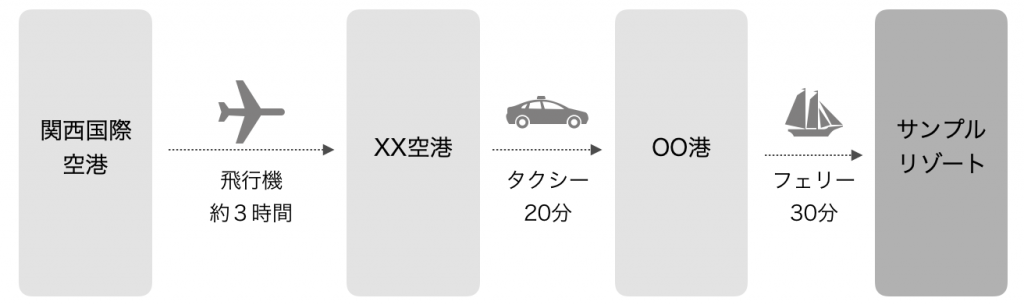 関西国際
空港
飛行機
約３時間
XX空港
タクシー
20分
OO港
フェリー
30分
サンプル
リゾート